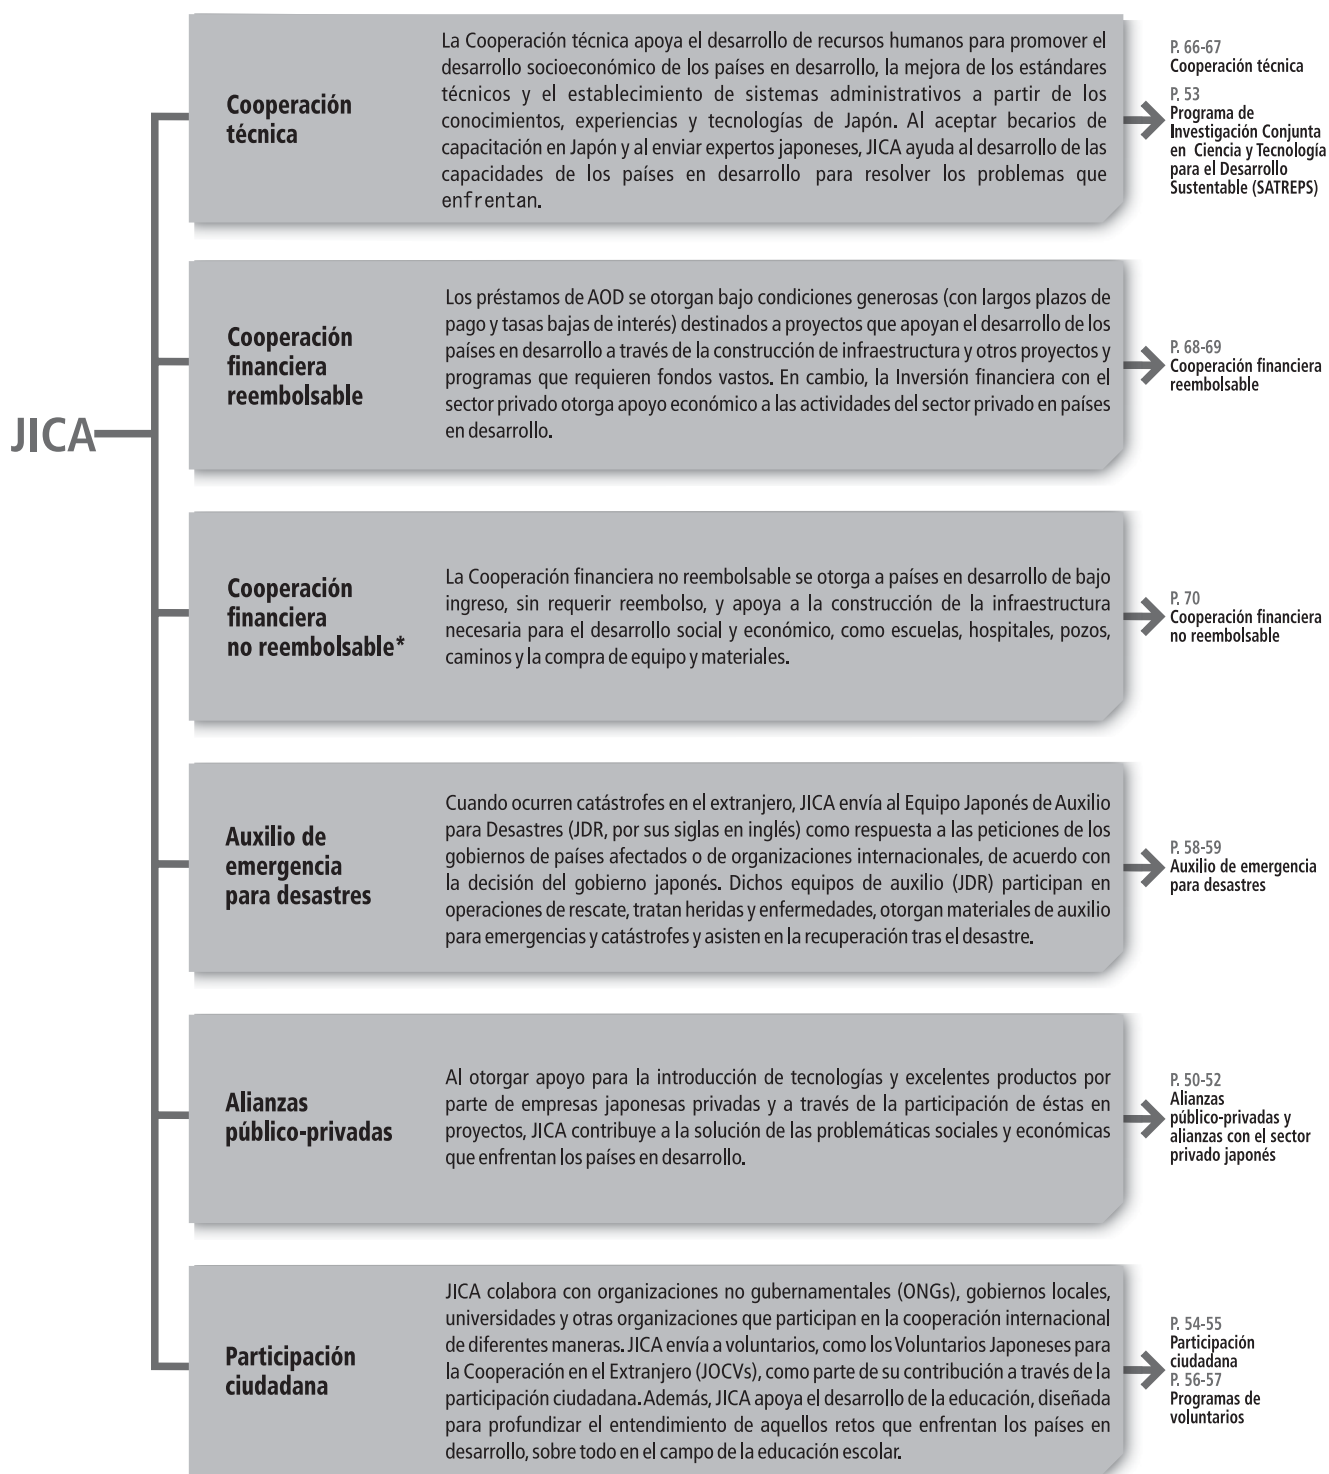 JICA
Cooperación
técnica
La Cooperación técnica apoya el desarrollo de recursos humanos para promover el
desarrollo socioeconómico de los países en desarrollo, la mejora de los estándares
técnicos y el establecimiento de sistemas administrativos a partir de los
conocimientos, experiencias y tecnologías de Japón. Al aceptar becarios de
capacitación en Japón y al enviar expertos japoneses, JICA ayuda al desarrollo de las
capacidades de los países en desarrollo para resolver los problemas que
enfrentan.
P. 66-67
Cooperación técnica
P. 53
Programa de
Investigación Conjunta
en Ciencia y Tecnología
para el Desarrollo
Sustentable (SATREPS)
Cooperación
financiera
reembolsable
Los préstamos de AOD se otorgan bajo condiciones generosas (con largos plazos de
pago y tasas bajas de interés) destinados a proyectos que apoyan el desarrollo de los
países en desarrollo a través de la construcción de infraestructura y otros proyectos y
programas que requieren fondos vastos. En cambio, la Inversión financiera con el
sector privado otorga apoyo económico a las actividades del sector privado en países
en desarrollo.
P. 68-69
Cooperación financiera
reembolsable
Cooperación
financiera
no reembolsable*
La Cooperación financiera no reembolsable se otorga a países en desarrollo de bajo
ingreso, sin requerir reembolso, y apoya a la construcción de la infraestructura
necesaria para el desarrollo social y económico, como escuelas, hospitales, pozos,
caminos y la compra de equipo y materiales.
P. 70
Cooperación financiera
no reembolsable
Auxilio de
emergencia
para desastres
Cuando ocurren catástrofes en el extranjero, JICA envía al Equipo Japonés de Auxilio
para Desastres (JDR, por sus siglas en inglés) como respuesta a las peticiones de los
gobiernos de países afectados o de organizaciones internacionales, de acuerdo con
la decisión del gobierno japonés. Dichos equipos de auxilio (JDR) participan en
operaciones de rescate, tratan heridas y enfermedades, otorgan materiales de auxilio
para emergencias y catástrofes y asisten en la recuperación tras el desastre.
P. 58-59
Auxilio de emergencia
para desastres
Alianzas
público-privadas
Al otorgar apoyo para la introducción de tecnologías y excelentes productos por
parte de empresas japonesas privadas y a través de la participación de éstas en
proyectos, JICA contribuye a la solución de las problemáticas sociales y económicas
que enfrentan los países en desarrollo.
P. 50-52
Alianzas
público-privadas y
alianzas con el sector
privado japonés
Participación
ciudadana
JICA colabora con organizaciones no gubernamentales (ONGs), gobiernos locales,
universidades y otras organizaciones que participan en la cooperación internacional
de diferentes maneras. JICA envía a voluntarios, como los Voluntarios Japoneses para
la Cooperación en el Extranjero (JOCVs), como parte de su contribución a través de la
participación ciudadana. Además, JICA apoya el desarrollo de la educación, diseñada
para profundizar el entendimiento de aquellos retos que enfrentan los países en
desarrollo, sobre todo en el campo de la educación escolar.
P. 54-55
Participación
ciudadana
P. 56-57
Programas de
voluntarios